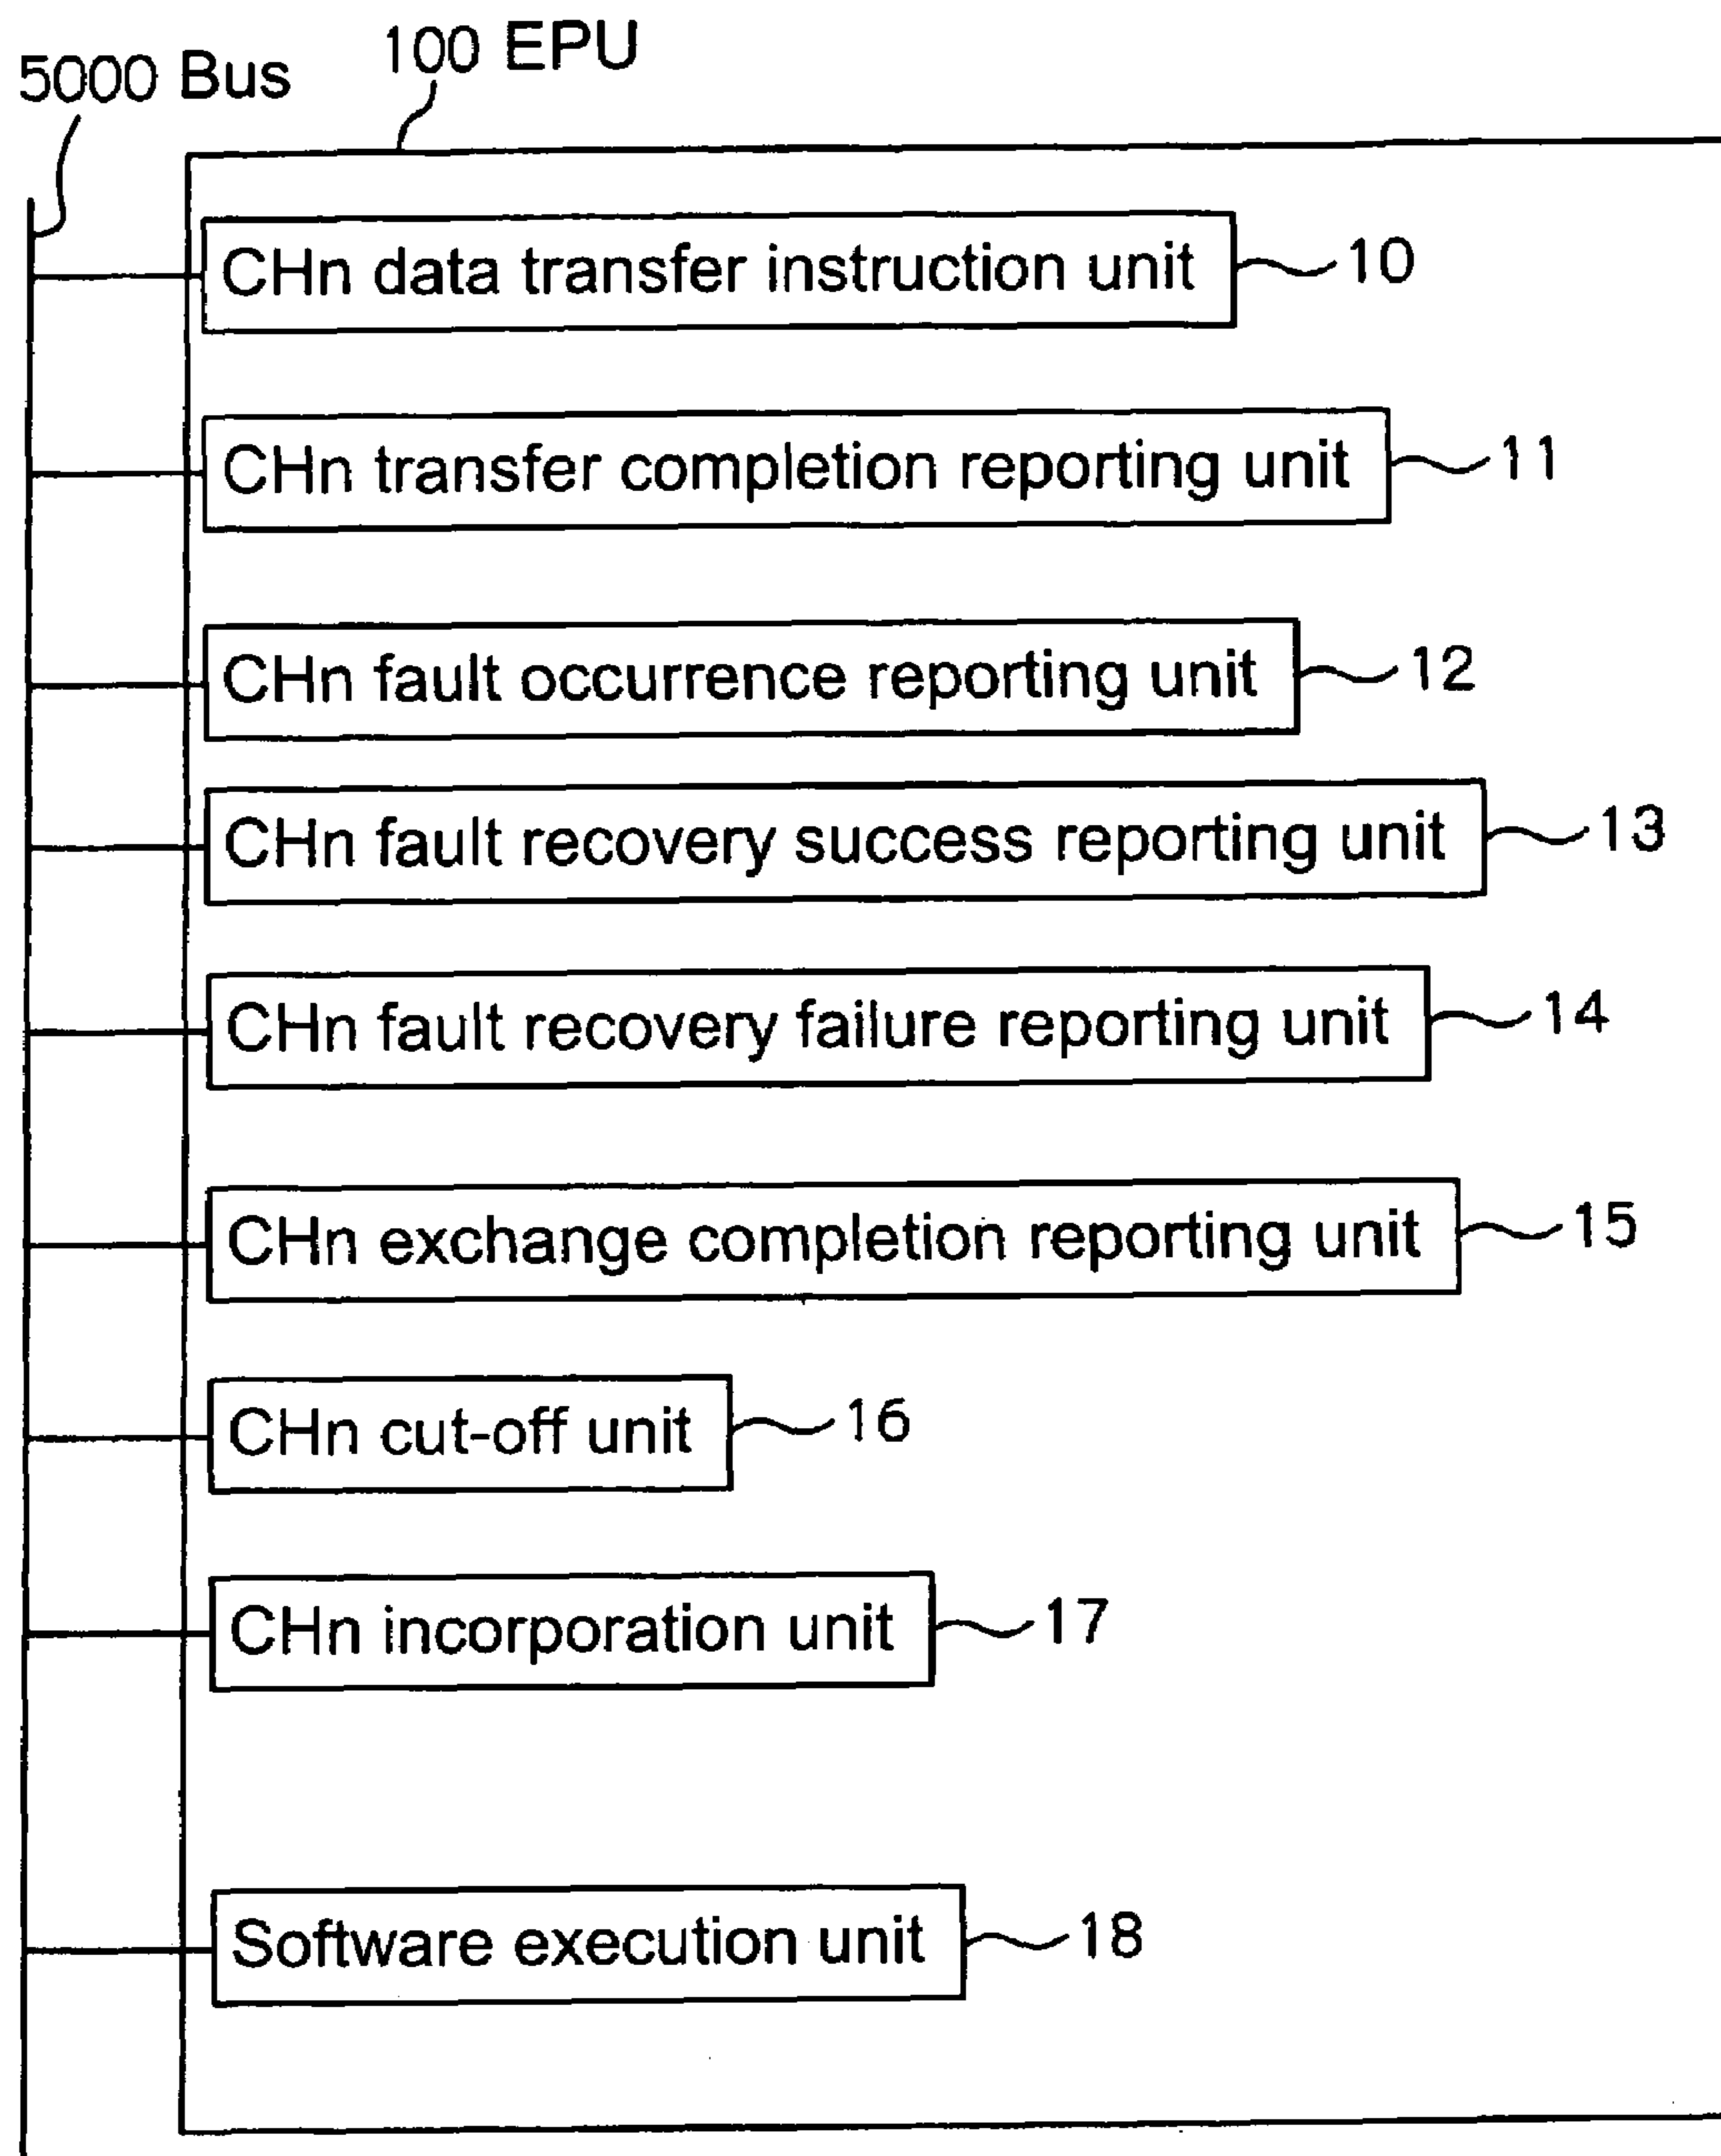 5000 Bus
100 EPU
CHn data transfer instruction unit 10
CHn transfer completion reporting unit 11
CHn fault occurrence reporting unit 12
CHn fault recovery success reporting unit 13
CHn fault recovery failure reporting unit 14
CHn exchange completion reporting unit 15
CHn cut-off unit 16
CHn incorporation unit 17
Software execution unit 18